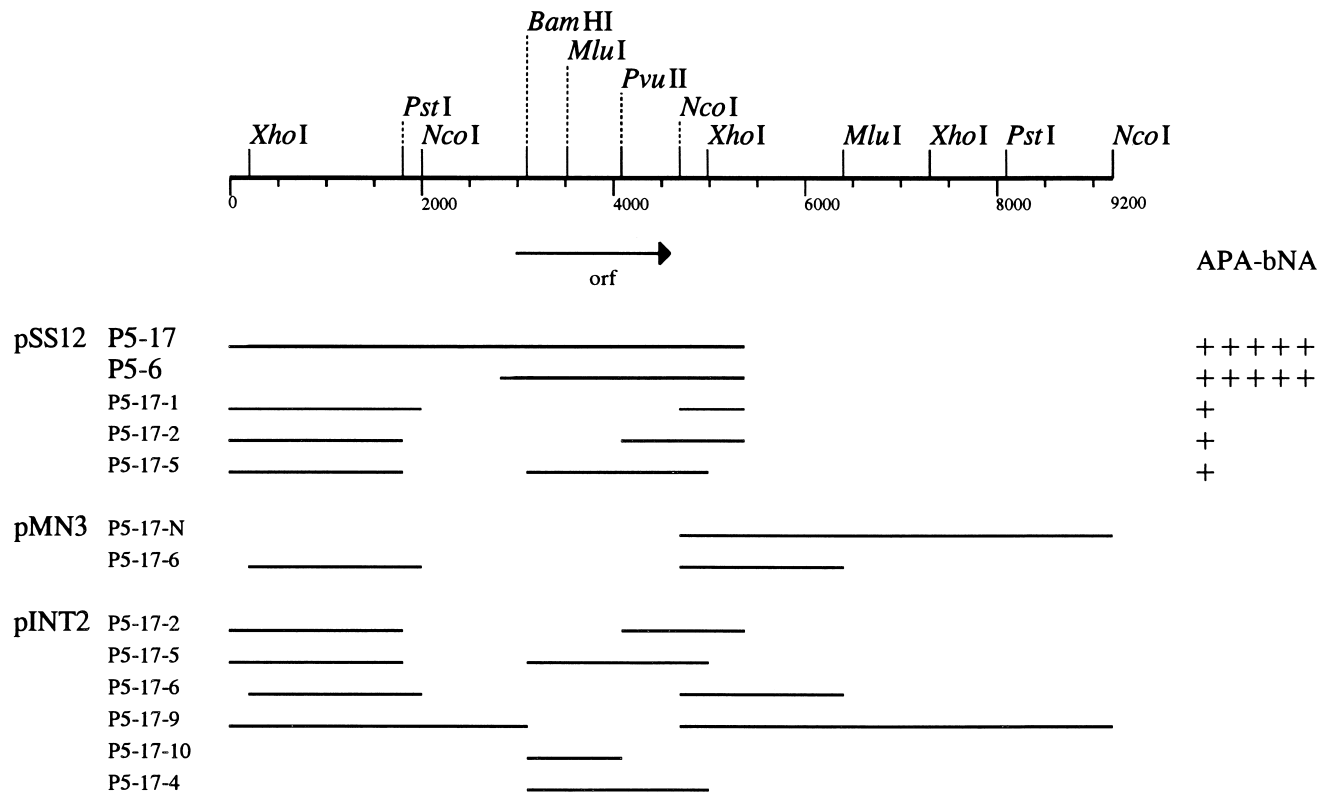 BamHI
MluI
PvuII
PstI NcoI
XhoI NcoI XhoI MluI XhoI PstI NcoI
0 2000 4000 6000 8000 9200
orf APA-bNA
pSS12 P5-17 +++++
P5-6 +++++
P5-17-1 +
P5-17-2 +
P5-17-5 +
pMN3 P5-17-N
P5-17-6
pINT2 P5-17-2
P5-17-5
P5-17-6
P5-17-9
P5-17-10
P5-17-4